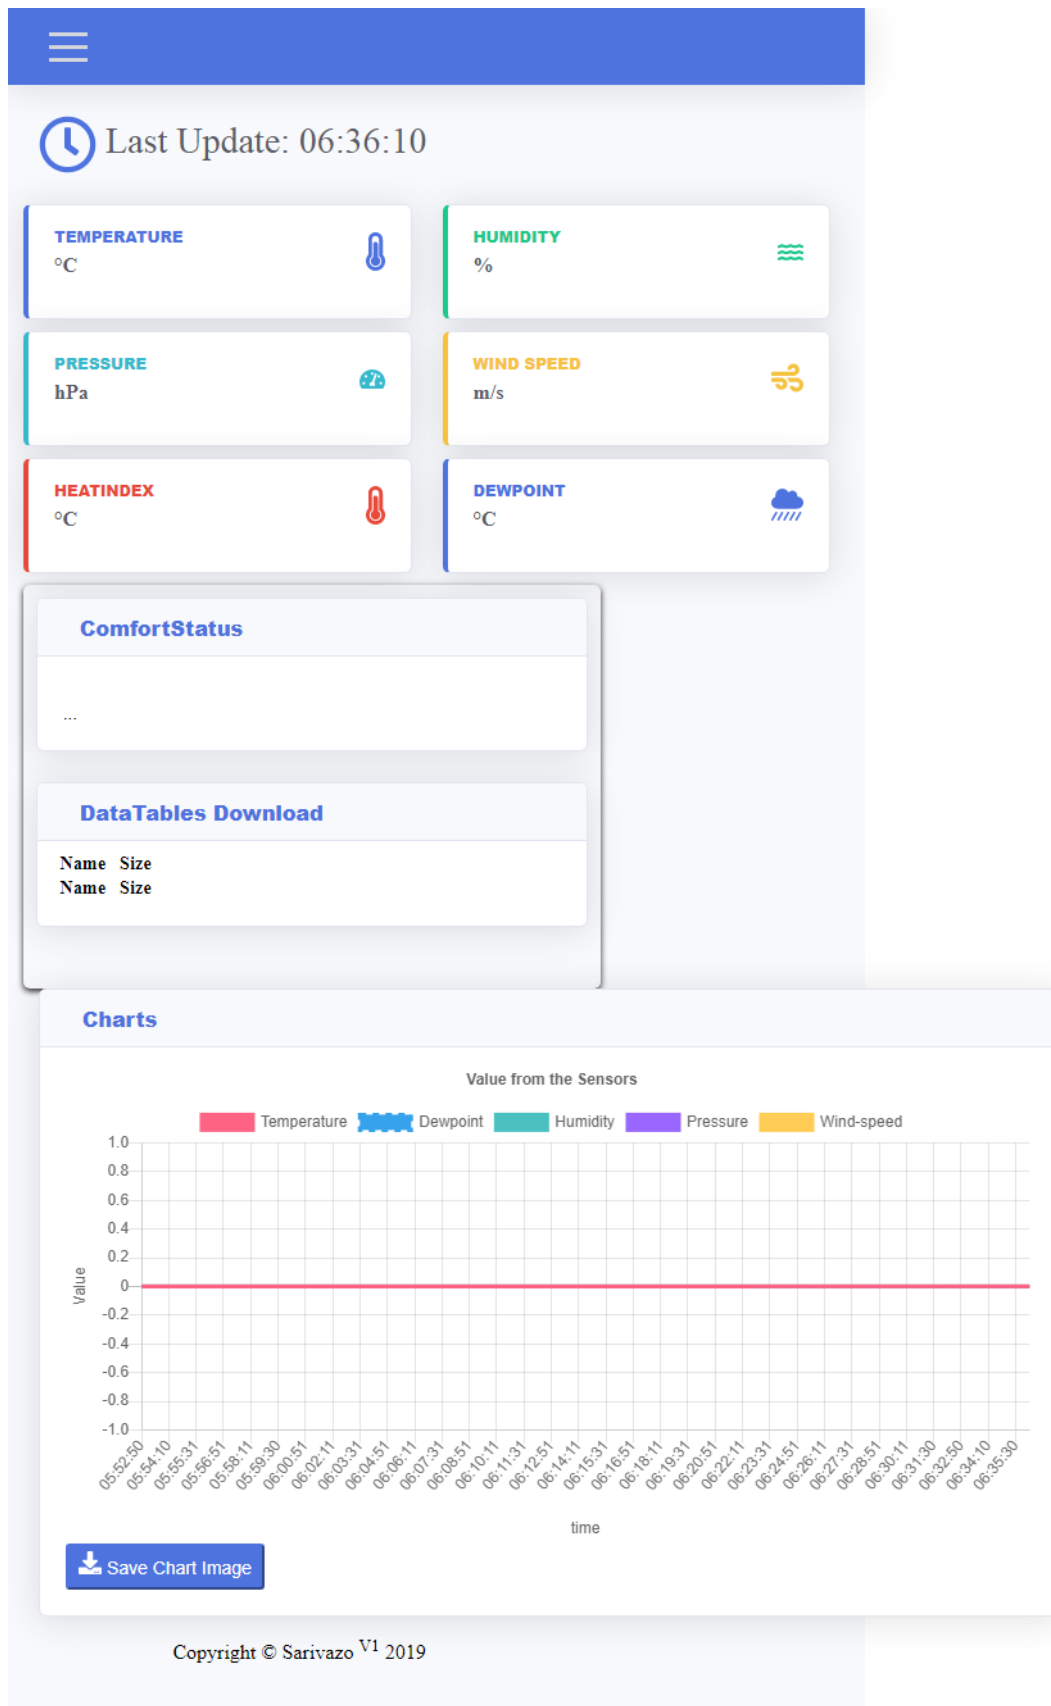 Last Update: 06:36:10
TEMPERATURE
°C
HUMIDITY
%
PRESSURE
hPa
WIND SPEED
m/s
HEATINDEX
°C
DEWPOINT
°C
ComfortStatus
...
DataTables Download
Name Size
Name Size
Charts
Value from the Sensors
Temperature Dewpoint Humidity Pressure Wind-speed
1.0
0.8
0.6
0.4
0.2
0
-0.2
-0.4
-0.6
-0.8
-1.0
Value
05:52:50 05:54:10 05:55:31 05:56:51 05:58:11 05:59:30 06:00:51 06:02:11 06:03:31 06:04:51 06:06:11 06:07:31 06:08:51 06:10:11 06:11:31 06:12:51 06:14:11 06:15:31 06:16:51 06:18:11 06:19:31 06:20:51 06:22:11 06:23:31 06:24:51 06:26:11 06:27:31 06:28:51 06:30:11 06:31:30 06:32:50 06:34:10 06:35:30
time
Save Chart Image
Copyright © Sarivazo V1 2019